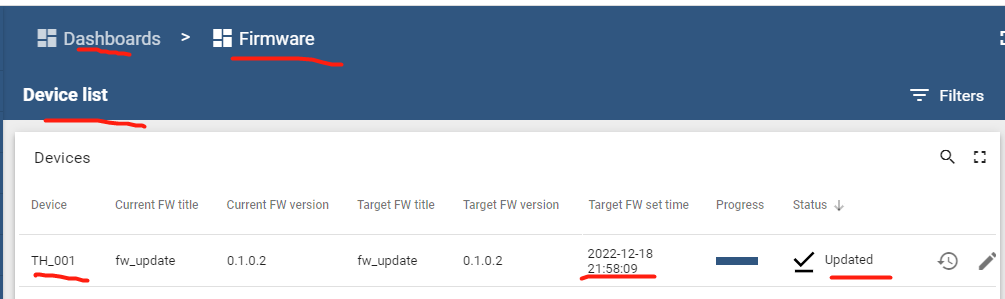 Dashboards > Firmware
Device list
Filters
Devices
Device Current FW title Current FW version Target FW title Target FW version Target FW set time Progress Status
TH_001 fw_update 0.1.0.2 fw_update 0.1.0.2 2022-12-18
21:58:09 Updated